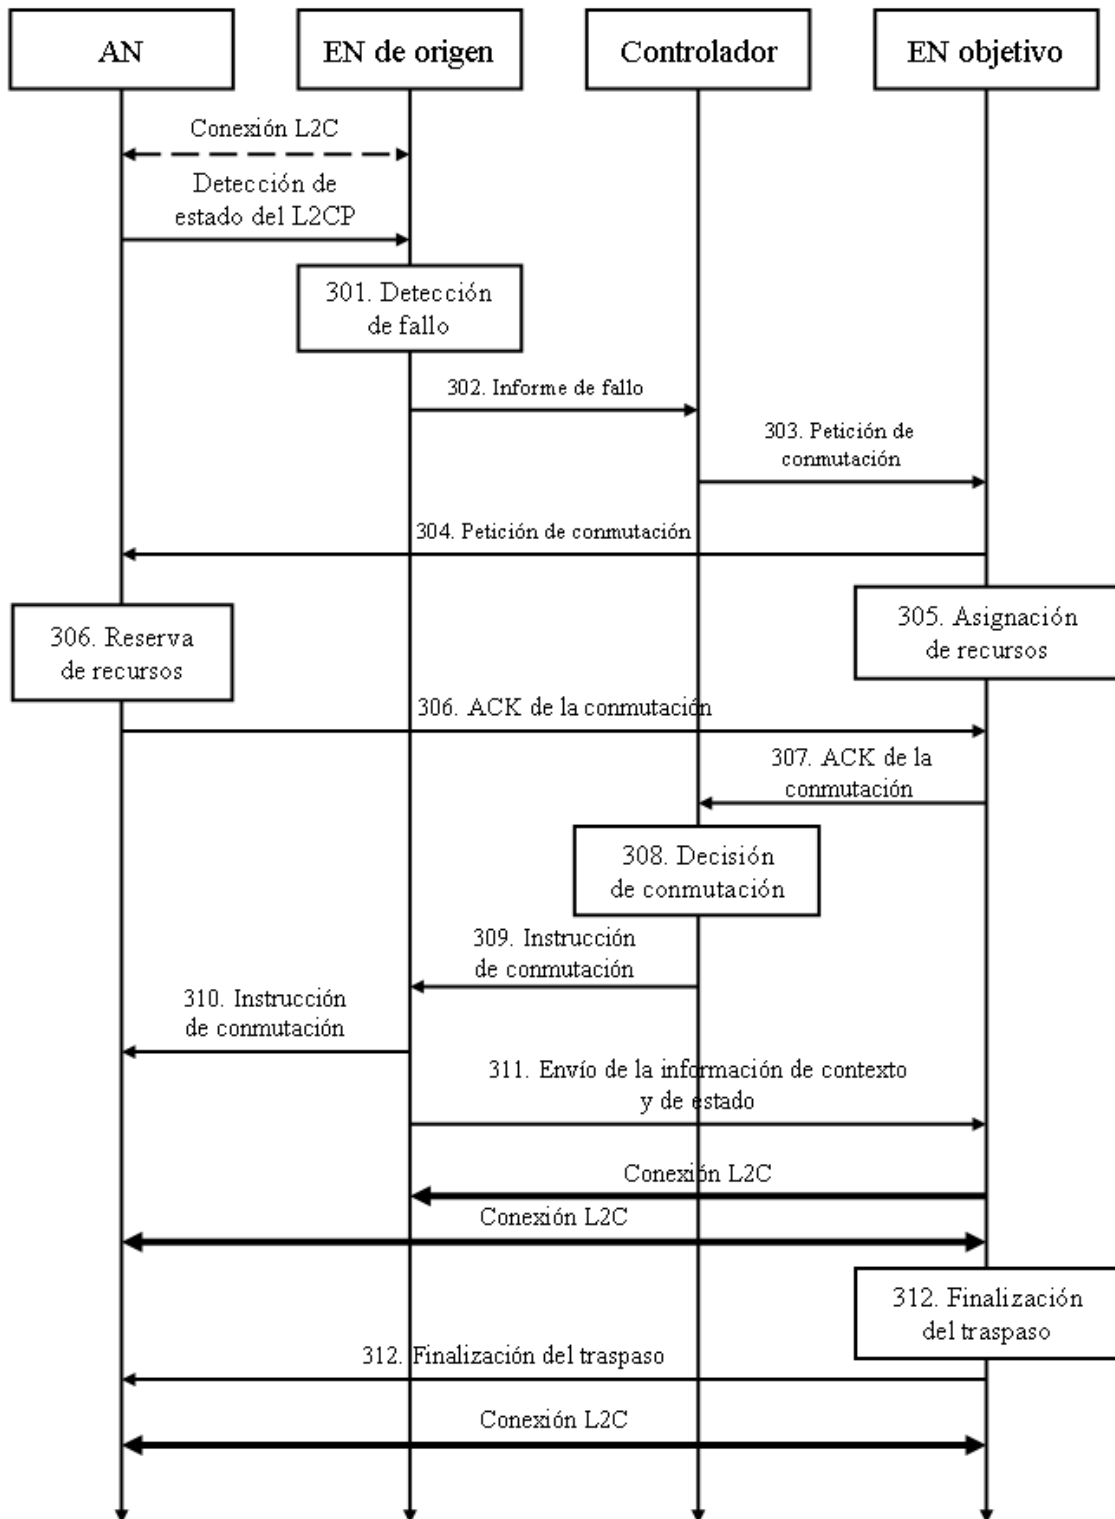 AN
EN de origen
Controlador
EN objetivo
Conexión L2C
Detección de
estado del L2CP
301. Detección
de fallo
302. Informe de fallo
303. Petición de
conmutación
304. Petición de conmutación
305. Asignación
de recursos
306. Reserva
de recursos
306. ACK de la conmutación
307. ACK de la
conmutación
308. Decisión
de conmutación
309. Instrucción
de conmutación
310. Instrucción
de conmutación
311. Envío de la información de contexto
y de estado
Conexión L2C
Conexión L2C
312. Finalización
del traspaso
312. Finalización del traspaso
Conexión L2C